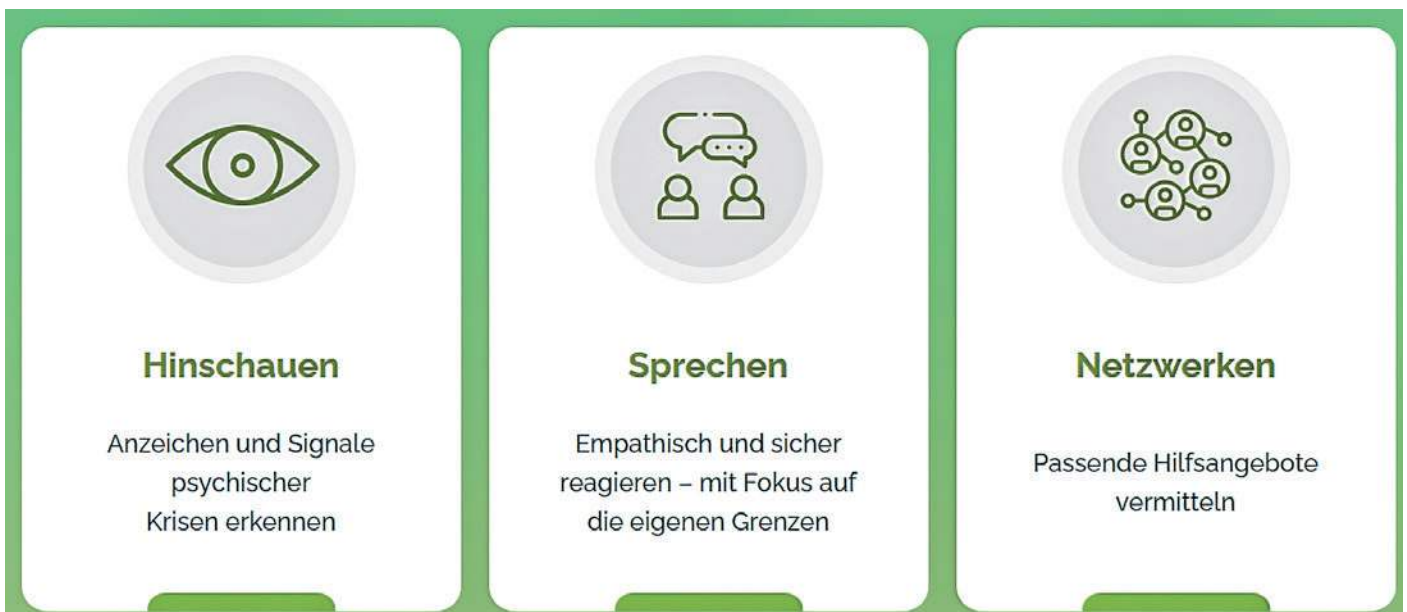 Hinschauen
Anzeichen und Signale
psychischer
Krisen erkennen
Sprechen
Empathisch und sicher
reagieren – mit Fokus auf
die eigenen Grenzen
Netzwerken
Passende Hilfsangebote
vermitteln